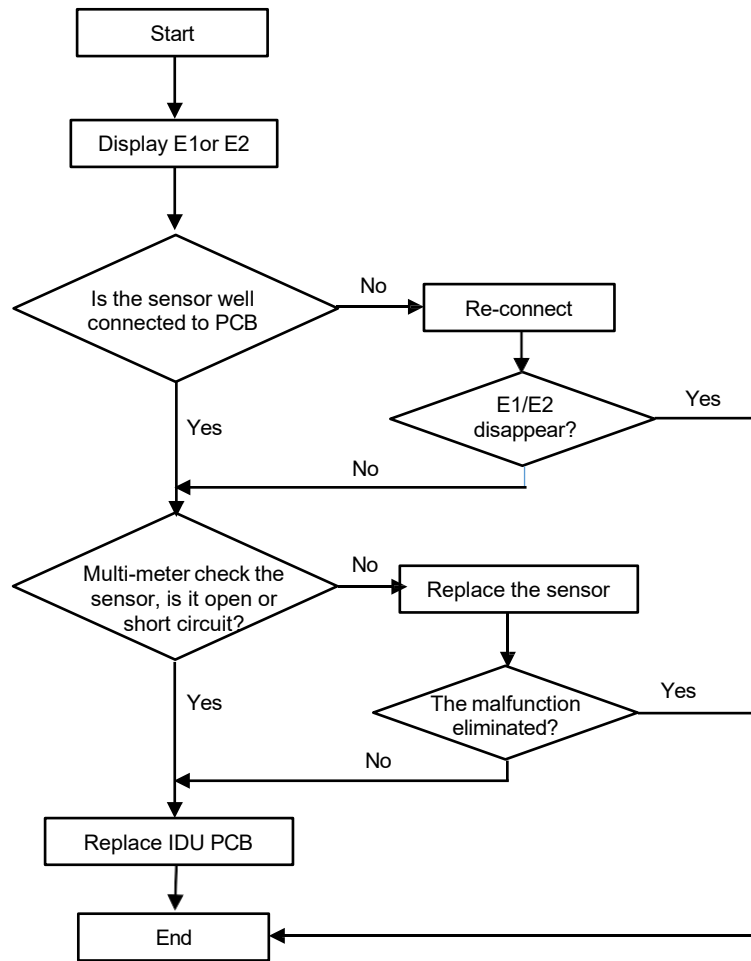 Start
Display E1or E2
Is the sensor well
connected to PCB
No
Re-connect
E1/E2
disappear?
Yes
Yes
No
Multi-meter check the
sensor, is it open or
short circuit?
No
Replace the sensor
The malfunction
eliminated?
Yes
Yes
No
Replace IDU PCB
End